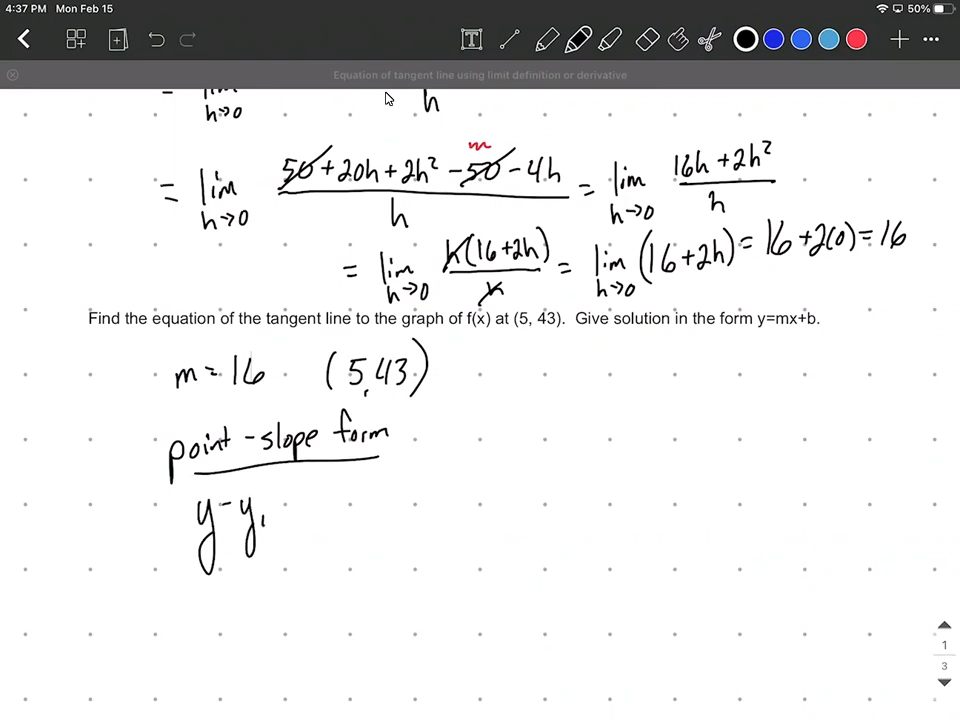 4:37 PM Mon Feb 15
50%
Equation of tangent line using limit definition or derivative
= lim h→0 h
= lim h→0 (50 + 20h + 2h² - 50 - 4h)/h = lim h→0 (16h + 2h²)/h
m
= lim h→0 h(16+2h)/h = lim h→0 (16+2h) = 16+2(0) = 16
Find the equation of the tangent line to the graph of f(x) at (5, 43). Give solution in the form y=mx+b.
m = 16 (5,43)
point-slope form
y - y₁
1
3